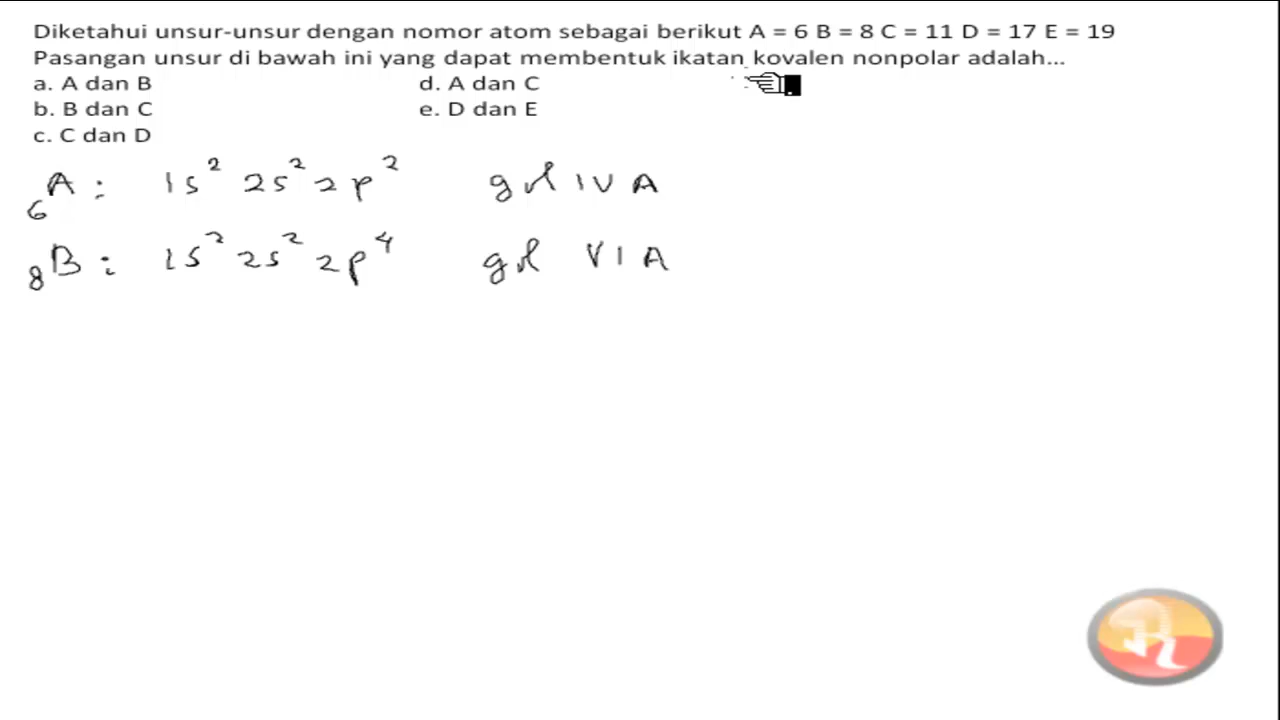 Diketahui unsur-unsur dengan nomor atom sebagai berikut A = 6 B = 8 C = 11 D = 17 E = 19
Pasangan unsur di bawah ini yang dapat membentuk ikatan kovalen nonpolar adalah...
a. A dan B
b. B dan C
c. C dan D
d. A dan C
e. D dan E
₆A : 1s² 2s² 2p² gol IVA
₈B : 1s² 2s² 2p⁴ gol VIA